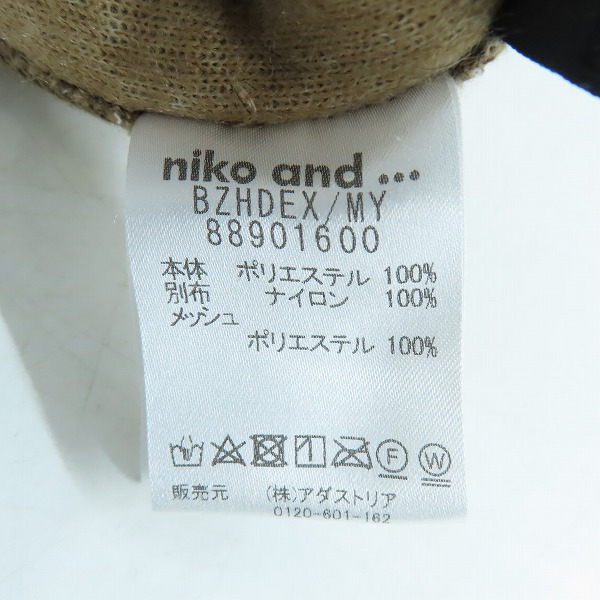 niko and ...
BZHDEX/MY
88901600
本体 ポリエステル 100%
別布 ナイロン 100%
メッシュ
ポリエステル 100%
F W
販売元 (株)アダストリア
0120-601-162